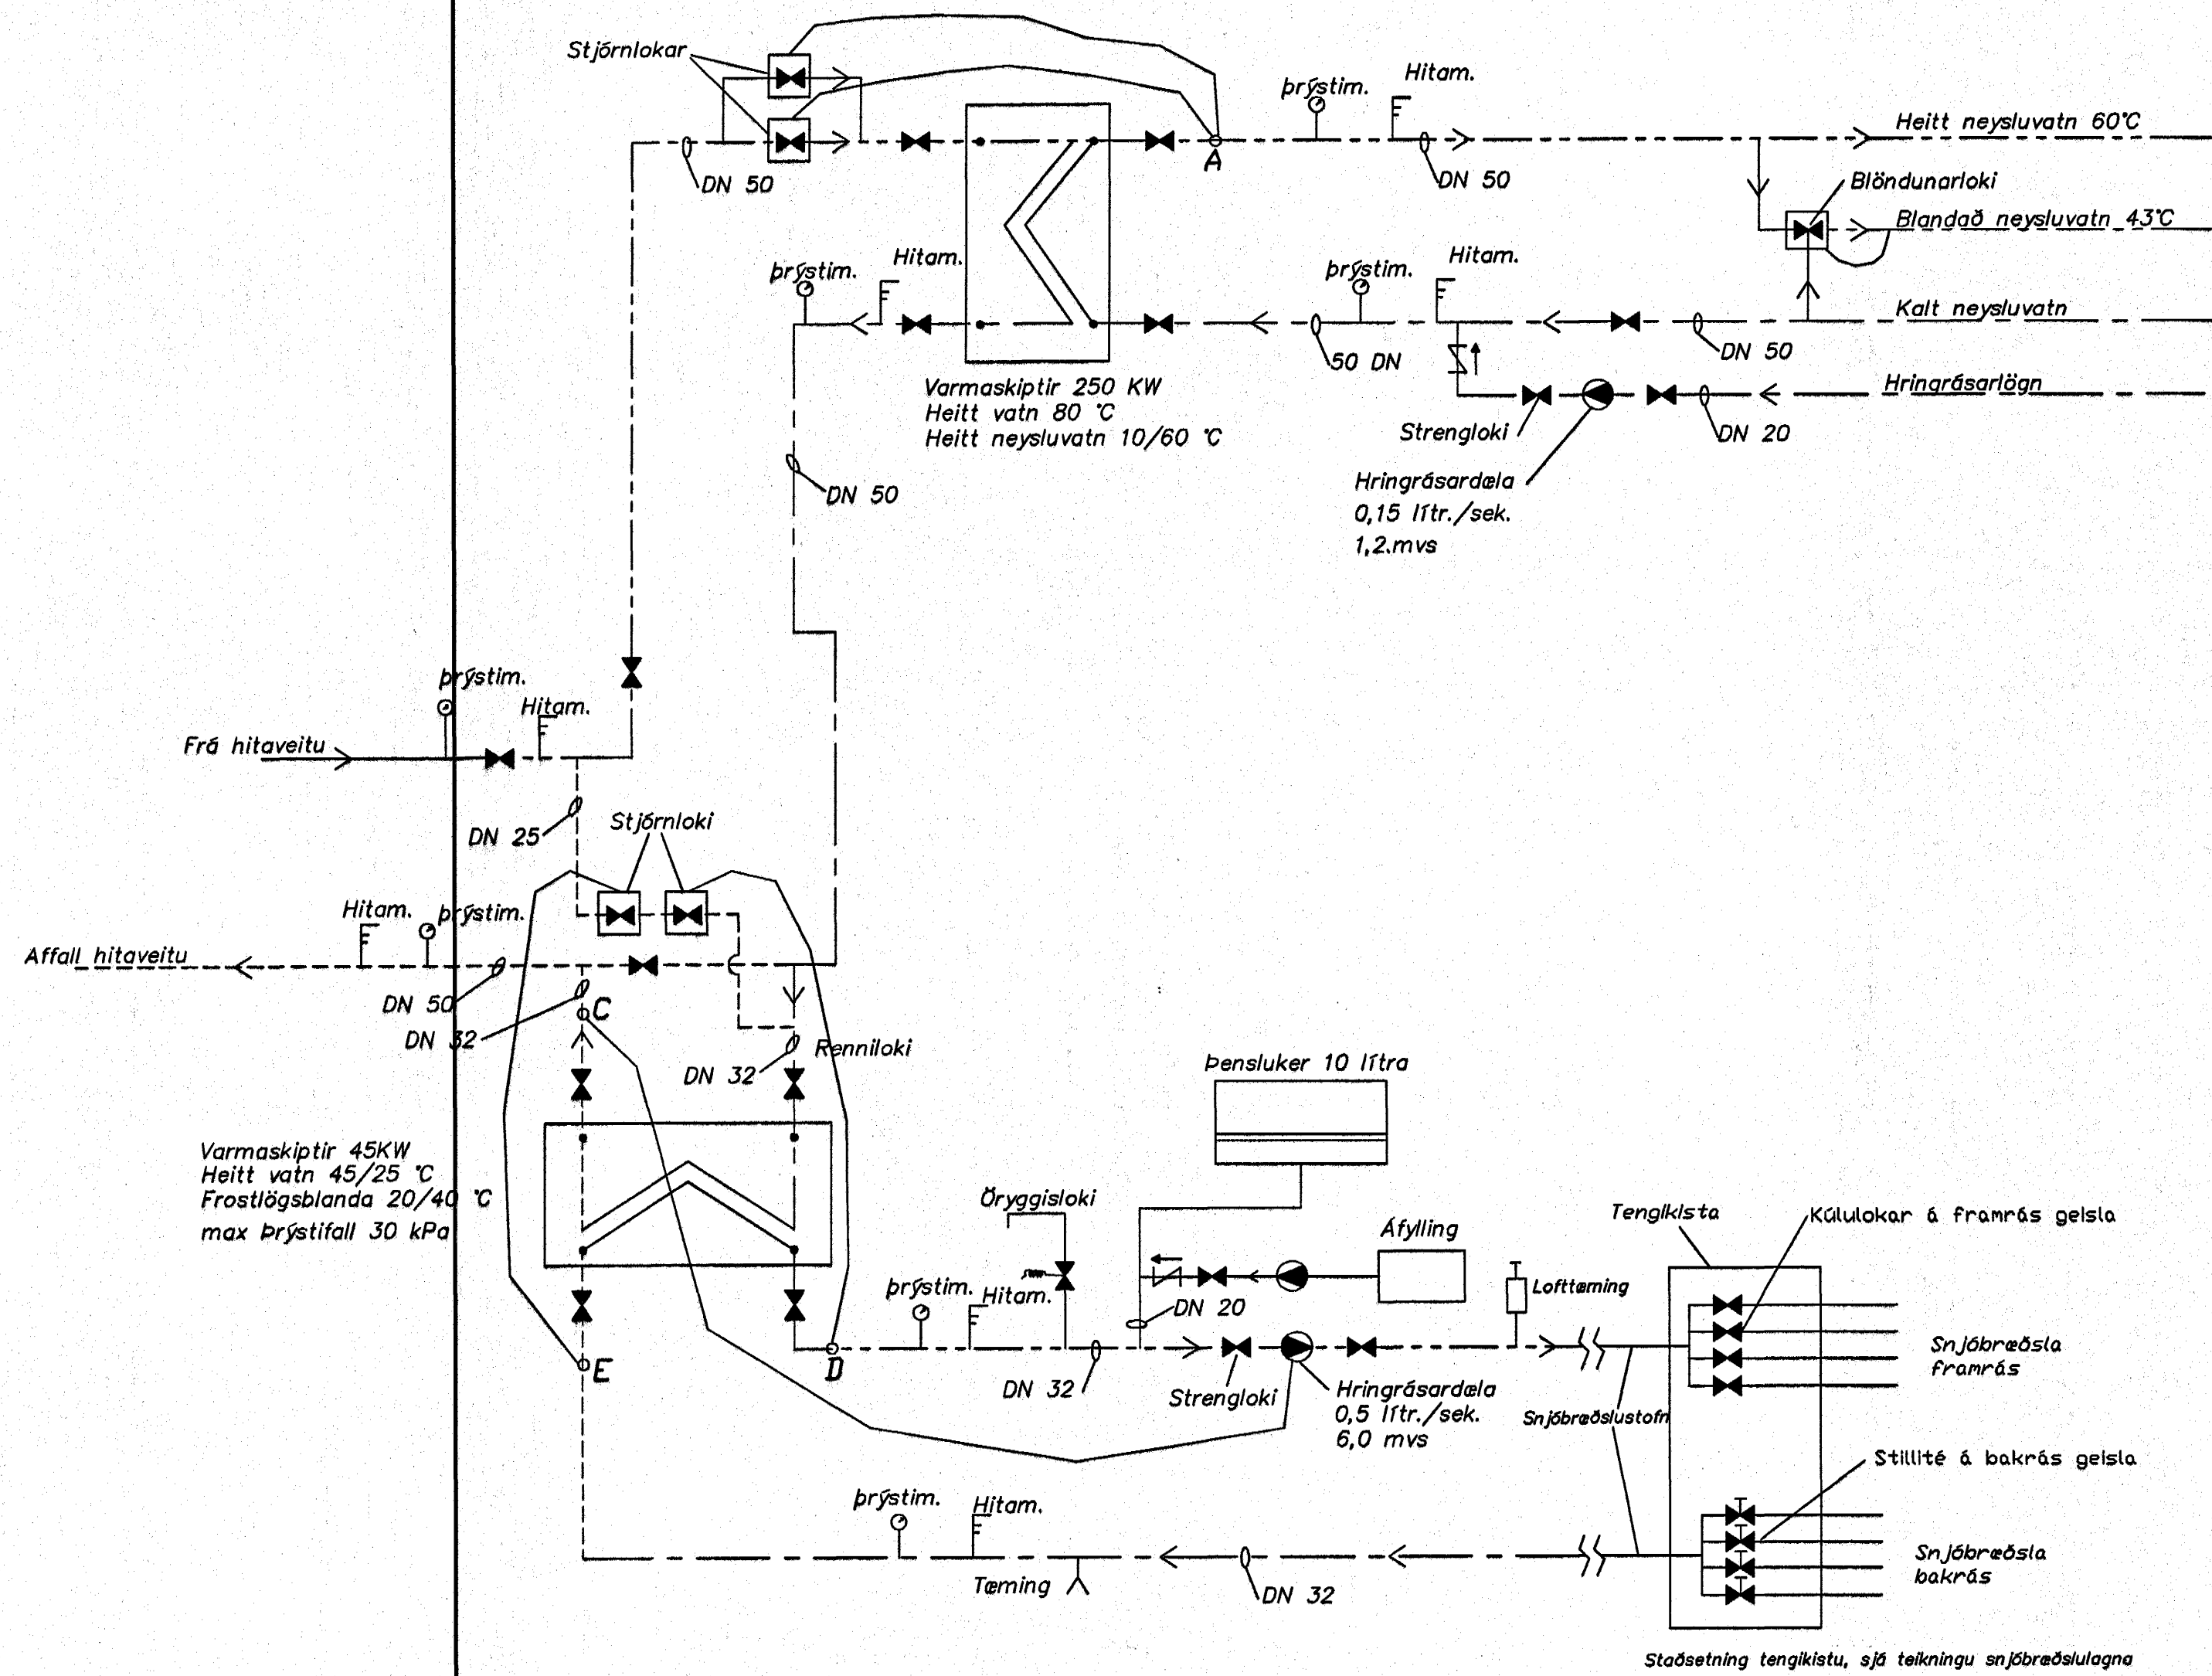 Stjórnlokar
DN 50
A
þrýstim.
Hitam.
DN 50
Heitt neysluvatn 60°C
Blöndunarloki
Blandað neysluvatn 43°C
þrýstim.
Hitam.
þrýstim.
Hitam.
Kalt neysluvatn
50 DN
DN 50
Hringrásarlögn
Varmaskiptir 250 KW
Heitt vatn 80 °C
Heitt neysluvatn 10/60 °C
Strengloki
DN 20
DN 50
Hringrásardæla
0,15 lítr./sek.
1,2.mvs
þrýstim.
Hitam.
Frá hitaveitu
DN 25
Stjórnloki
Hitam.
þrýstim.
Affall hitaveitu
DN 50
C
DN 32
DN 32
Renniloki
Þensluker 10 lítra
Varmaskiptir 45KW
Heitt vatn 45/25 °C
Frostlögsblanda 20/40 °C
max Þrýstifall 30 kPa
Öryggisloki
Áfylling
Tengikista
Kúlulokar á framrás geisla
þrýstim.
Hitam.
DN 20
Lofttæming
E
D
DN 32
Strengloki
Hringrásardæla
0,5 lítr./sek.
6,0 mvs
Snjóbræðsla
framrás
Snjóbræðslustofn
Stillité á bakrás geisla
þrýstim.
Hitam.
Tæming
DN 32
Snjóbræðsla
bakrás
Staðsetning tengikistu, sjá teikningu snjóbræðslulagna